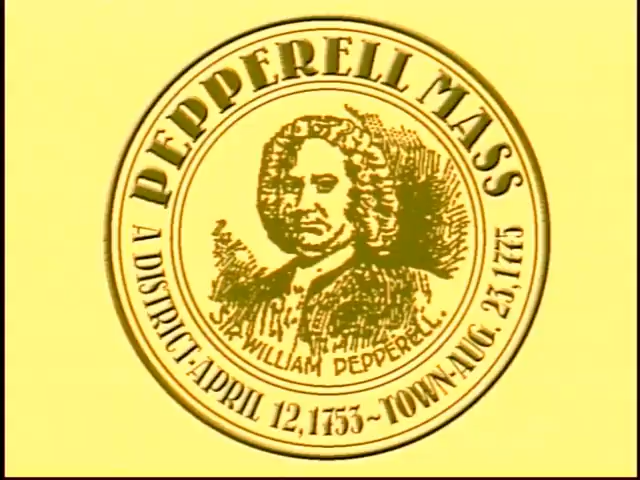 PEPPERELL MASS
A DISTRICT-APRIL 12,1753~TOWN-AUG. 23,1775
SIR WILLIAM PEPPERELL.